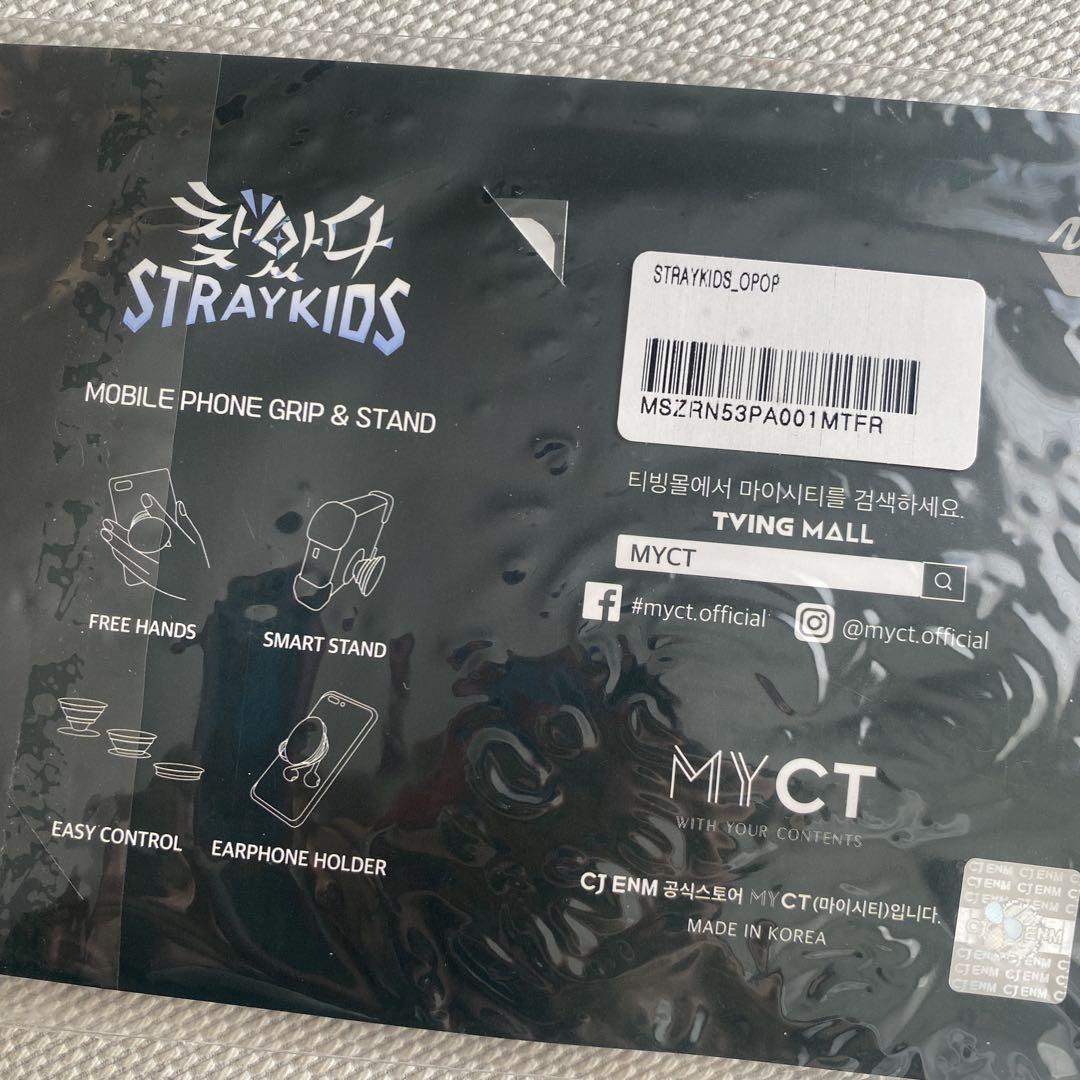 찾았다
STRAYKIDS
MOBILE PHONE GRIP & STAND
FREE HANDS
SMART STAND
EASY CONTROL
EARPHONE HOLDER
STRAYKIDS_OPOP
MSZRN53PA001MTFR
티빙몰에서 마이시티를 검색하세요.
TVING MALL
MYCT
#myct.official
@myct.official
MYCT
WITH YOUR CONTENTS
CJ ENM 공식스토어 MYCT(마이시티)입니다.
MADE IN KOREA
CJ ENM